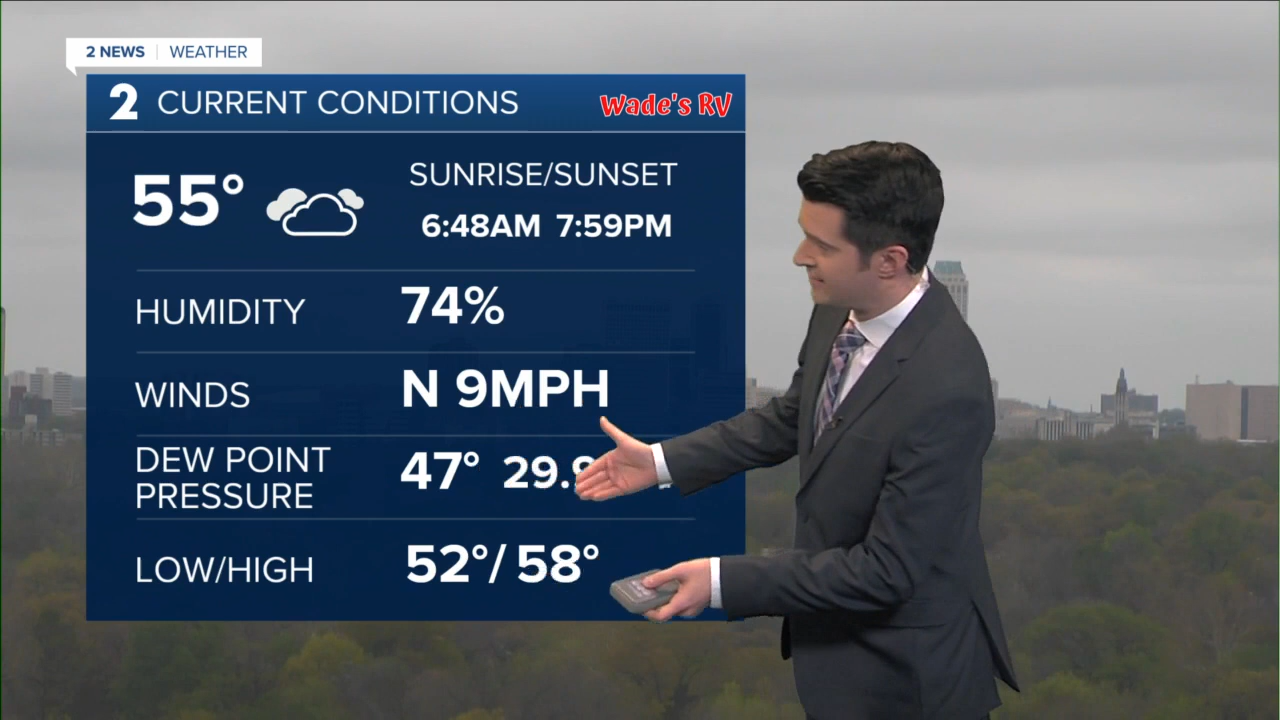 2 NEWS WEATHER
2 CURRENT CONDITIONS Wade's RV
55°
SUNRISE/SUNSET
6:48AM 7:59PM
HUMIDITY 74%
WINDS N 9MPH
DEW POINT
PRESSURE
47°
LOW/HIGH 52°/58°